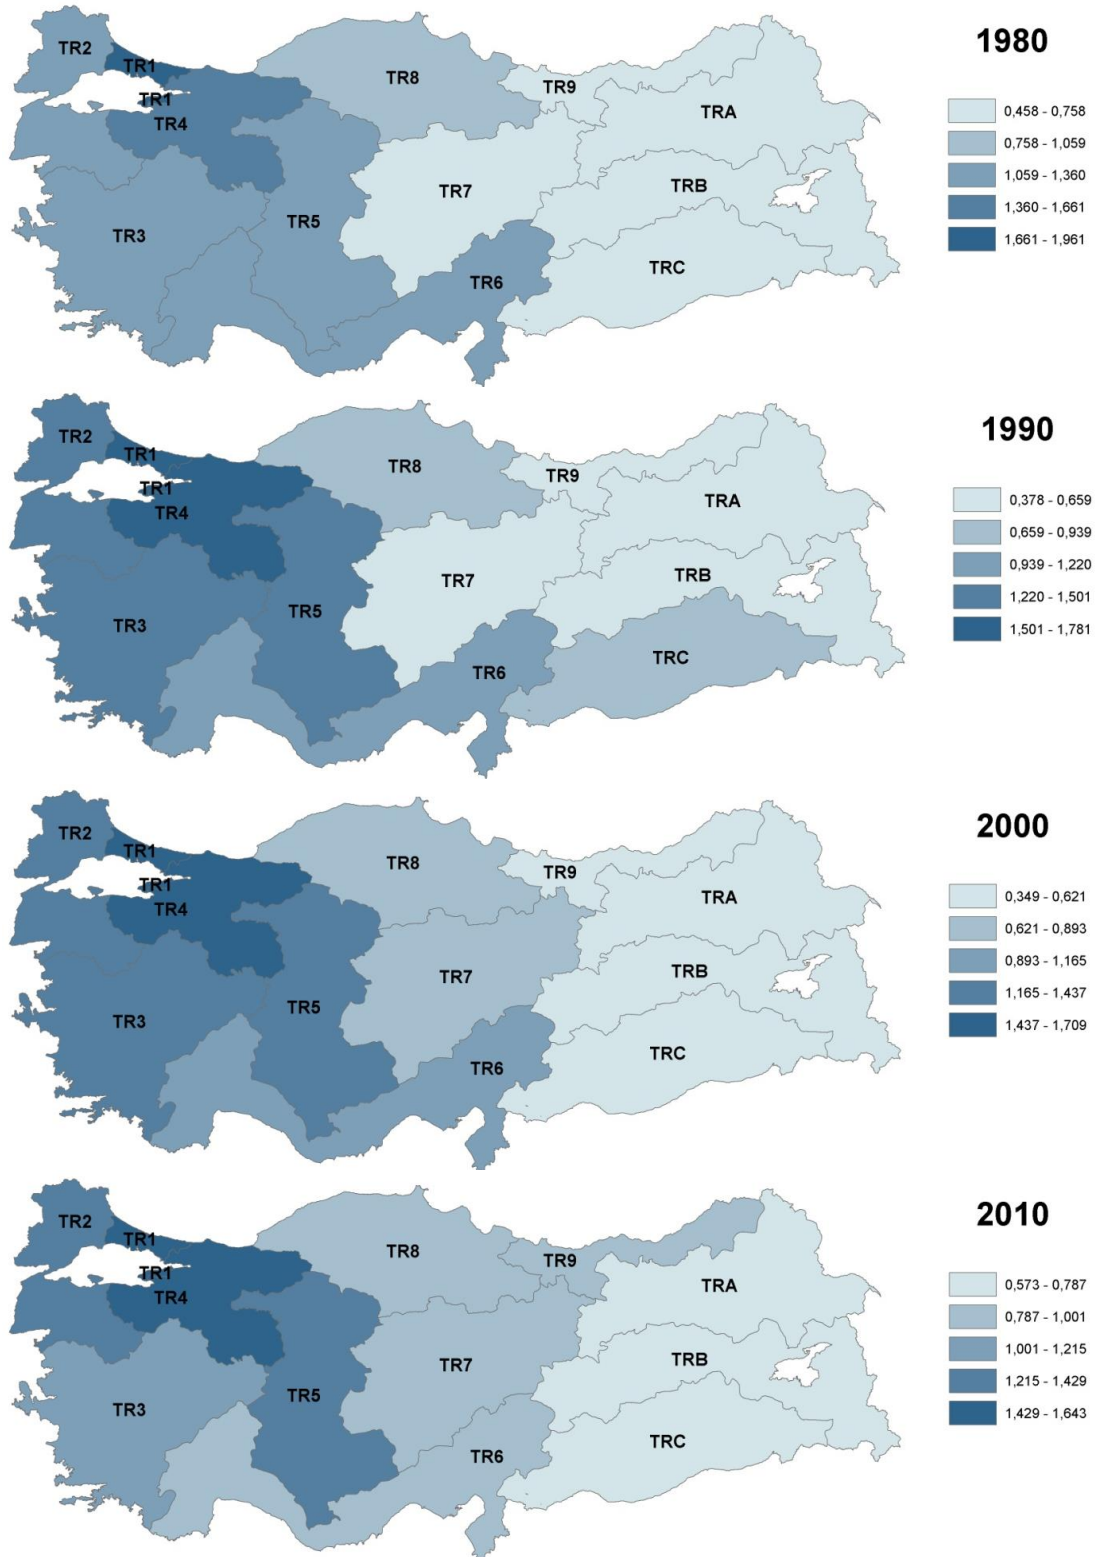 1980
TR2
TR1
TR8
TR9
TR1
TRA
TR4
TR7
TRB
TR5
TR3
TRC
TR6
0,458 - 0,758
0,758 - 1,059
1,059 - 1,360
1,360 - 1,661
1,661 - 1,961
1990
TR2
TR1
TR8
TR9
TR1
TRA
TR4
TRB
TR7
TR5
TR3
TRC
TR6
0,378 - 0,659
0,659 - 0,939
0,939 - 1,220
1,220 - 1,501
1,501 - 1,781
2000
TR2
TR1
TR8
TR9
TR1
TRA
TR4
TRB
TR7
TR5
TR3
TRC
TR6
0,349 - 0,621
0,621 - 0,893
0,893 - 1,165
1,165 - 1,437
1,437 - 1,709
2010
TR2
TR1
TR8
TR9
TR1
TRA
TR4
TRB
TR7
TR5
TR3
TRC
TR6
0,573 - 0,787
0,787 - 1,001
1,001 - 1,215
1,215 - 1,429
1,429 - 1,643